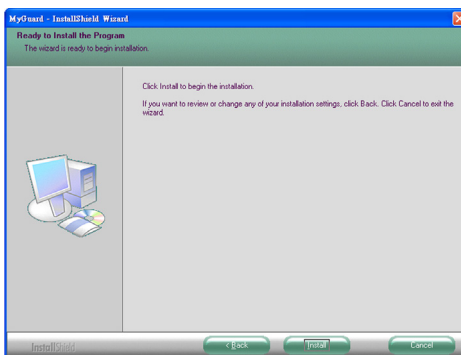 MyGuard - InstallShield Wizard
Ready to Install the Program
The wizard is ready to begin installation.
Click Install to begin the installation.
If you want to review or change any of your installation settings, click Back. Click Cancel to exit the
wizard.
InstallShield
< Back
Install
Cancel